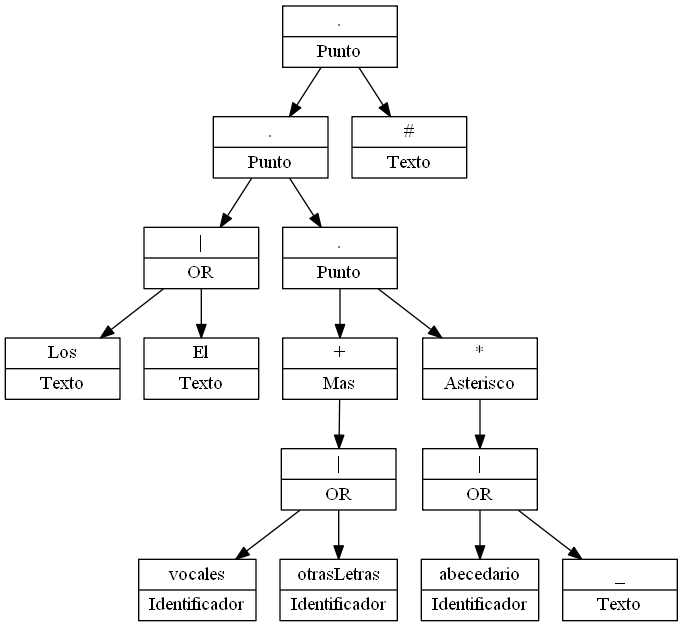 .
Punto
.
Punto
#
Texto
|
OR
.
Punto
Los
Texto
El
Texto
+
Mas
*
Asterisco
|
OR
|
OR
vocales
Identificador
otrasLetras
Identificador
abecedario
Identificador
_
Texto